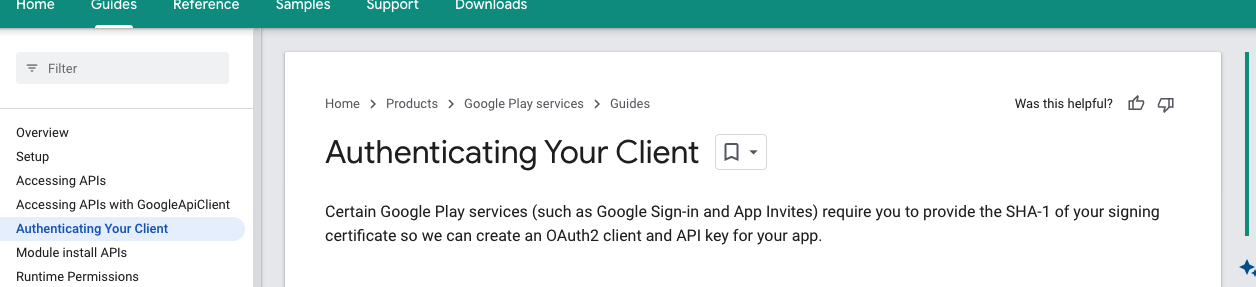 Home Guides Reference Samples Support Downloads
Filter
Overview
Setup
Accessing APIs
Accessing APIs with GoogleApiClient
Authenticating Your Client
Module install APIs
Runtime Permissions
Home > Products > Google Play services > Guides
Was this helpful?
Authenticating Your Client
Certain Google Play services (such as Google Sign-in and App Invites) require you to provide the SHA-1 of your signing
certificate so we can create an OAuth2 client and API key for your app.